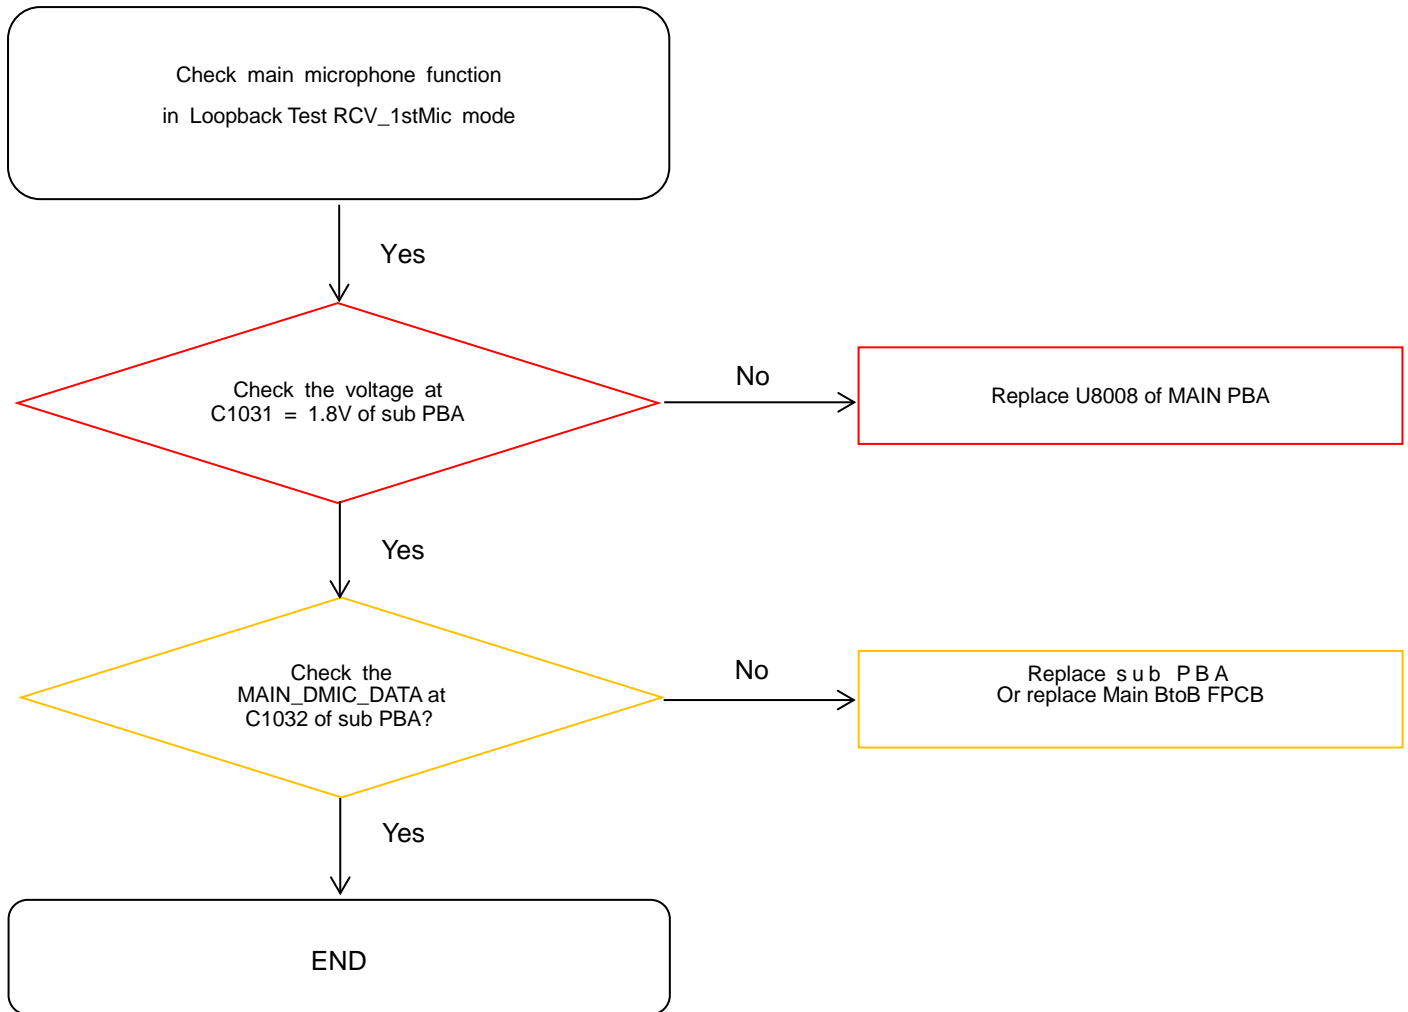 Check main microphone function
in Loopback Test RCV_1stMic mode
Yes
Check the voltage at
C1031 = 1.8V of sub PBA
No
Replace U8008 of MAIN PBA
Yes
Check the
MAIN_DMIC_DATA at
C1032 of sub PBA?
No
Replace sub PBA
Or replace Main BtoB FPCB
Yes
END